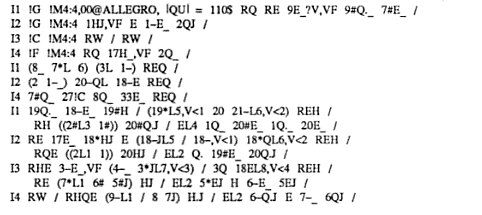 I1 !G !M4:4,00@ALLEGRO, |QU| = 110$ RQ RE 9E_?V,VF 9#Q._ 7#E_ /
I2 !U !M4:4 1HJ,VF E 1-E_ 2QJ /
I3 !C !M4:4 RW / RW /
I4 !F !M4:4 RQ 17H_,VF 2Q_ /
I1 (8_ 7*L 6) (3L 1-) REQ /
I2 (2 1-_) 20-QL 18-E REQ /
I4 7#Q_ 27!C 8Q_ 33E_ REQ /
I1 19Q._ 18-E_ 19#H / (19*L5,V<1 20 21-L6,V<2) REH /
RH ((2#L3 1#)) 20#Q.J / EL4 1Q_ 20#E_ 1Q._ 20E_ /
I2 RE 17E_ 18*HJ E (18-JL5 / 18-,V<1) 18*QL6,V<2 REH /
RQE ((2L1 1)) 20HJ / EL2 Q. 19#E_ 20Q.J /
I3 RHE 3-E_,VF (4-_ 3*JL7,V<3) / 3Q 18EL8,V<4 REH /
RE (7*L1 6# 5#J) HJ / EL2 5*EJ H 6-E_ 5EJ /
I4 RW / RHQE (9-L1 / 8 7J) H.J / EL2 6-Q.J E 7-_ 6QJ /